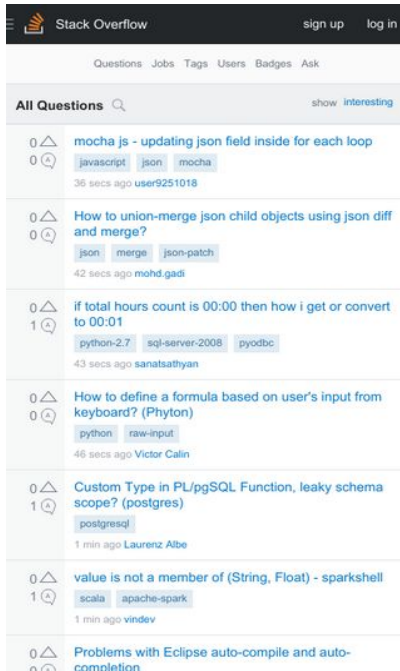 Stack Overflow sign up log in
Questions Jobs Tags Users Badges Ask
All Questions show interesting
0 mocha js - updating json field inside for each loop
0 javascript json mocha
36 secs ago user9251018
0 How to union-merge json child objects using json diff
0 and merge?
json merge json-patch
42 secs ago mohd.gadi
0 if total hours count is 00:00 then how i get or convert
1 to 00:01
python-2.7 sql-server-2008 pyodbc
43 secs ago sanatsathyan
0 How to define a formula based on user's input from
0 keyboard? (Phyton)
python raw-input
46 secs ago Victor Calin
0 Custom Type in PL/pgSQL Function, leaky schema
1 scope? (postgres)
postgresql
1 min ago Laurenz Albe
0 value is not a member of (String, Float) - sparkshell
1 scala apache-spark
1 min ago vindev
0 Problems with Eclipse auto-compile and auto-
0 completion